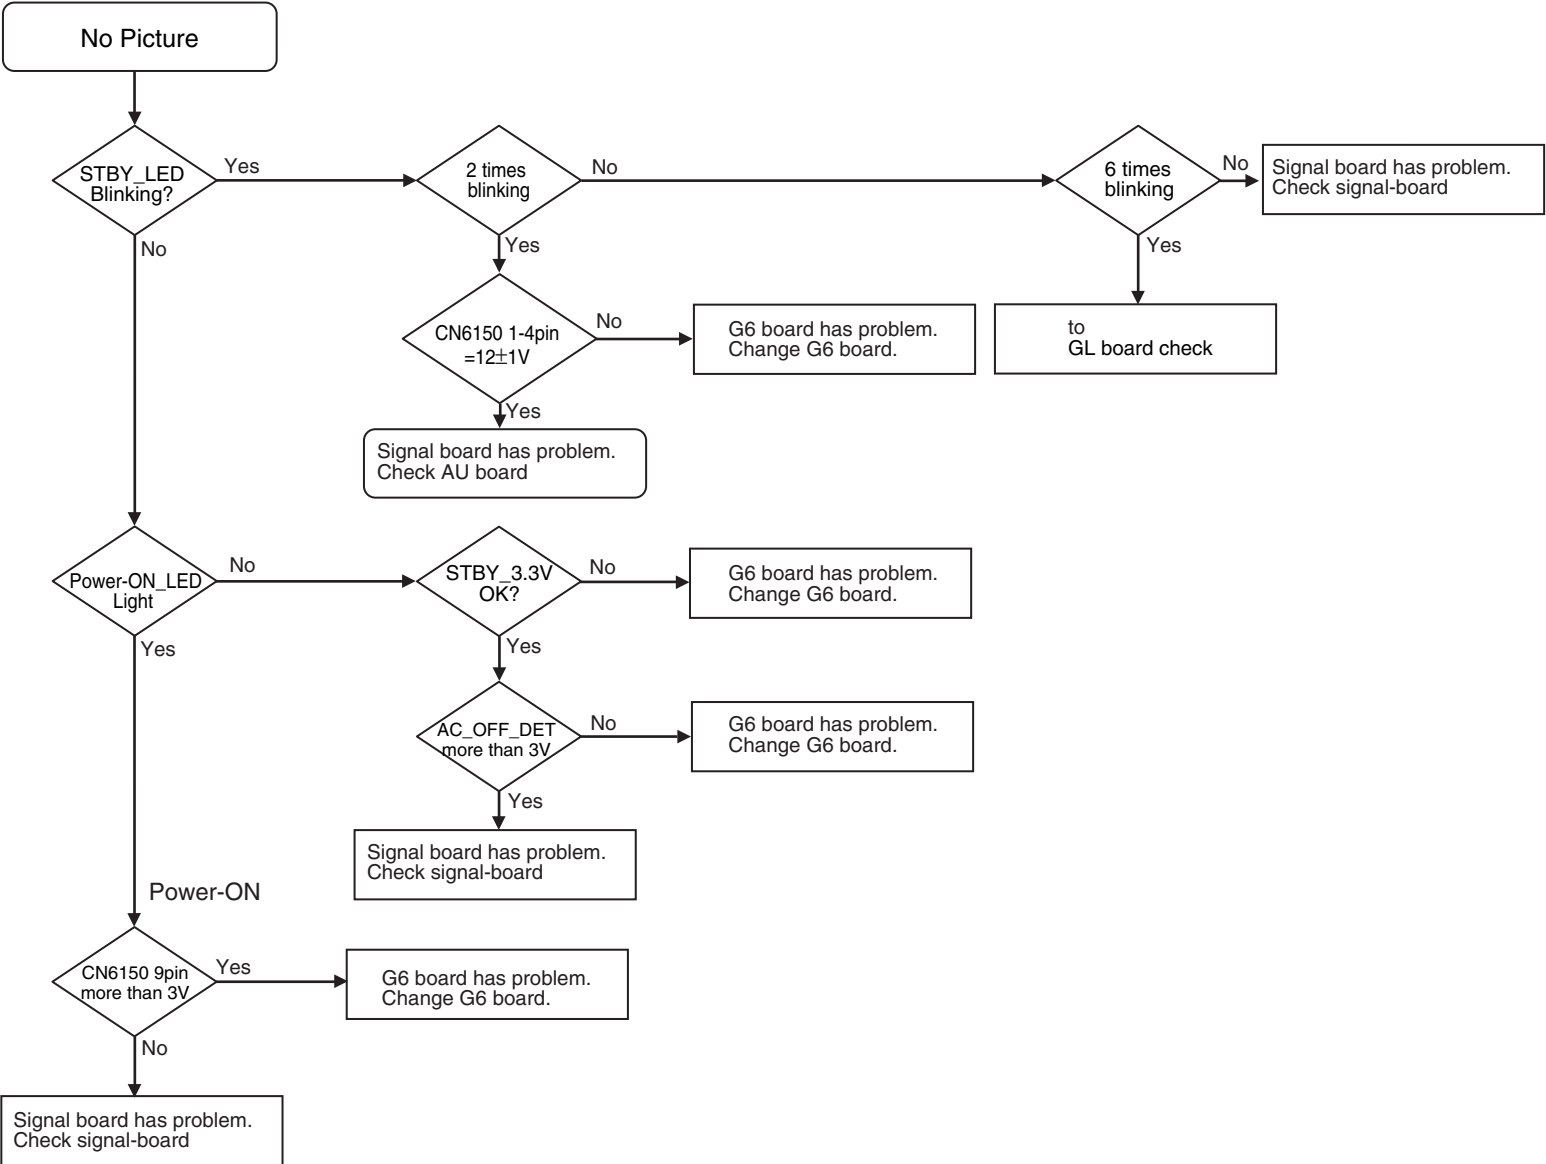 No Picture
STBY_LED
Blinking?
Yes
2 times
blinking
No
6 times
blinking
No
Signal board has problem.
Check signal-board
No
Yes
Yes
CN6150 1-4pin
=12±1V
No
G6 board has problem.
Change G6 board.
to
GL board check
Yes
Signal board has problem.
Check AU board
Power-ON_LED
Light
No
STBY_3.3V
OK?
No
G6 board has problem.
Change G6 board.
Yes
Yes
AC_OFF_DET
more than 3V
No
G6 board has problem.
Change G6 board.
Yes
Signal board has problem.
Check signal-board
Power-ON
CN6150 9pin
more than 3V
Yes
G6 board has problem.
Change G6 board.
No
Signal board has problem.
Check signal-board